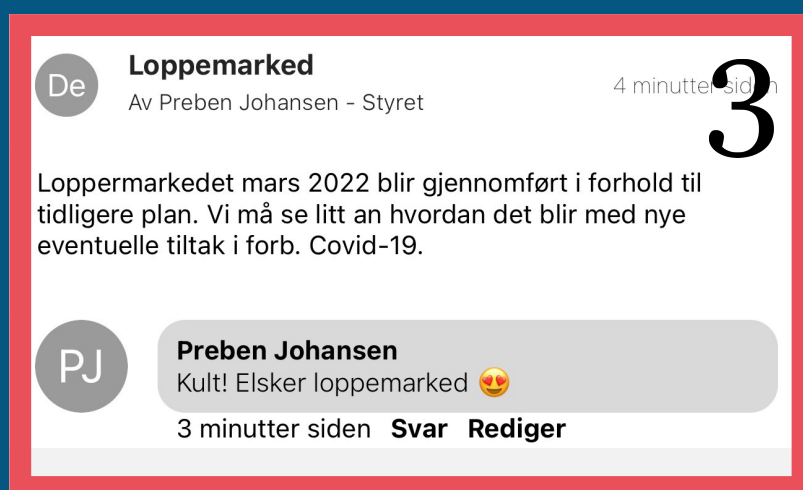 De
Loppemarked
Av Preben Johansen - Styret
4 minutter siden
3
Loppermarkedet mars 2022 blir gjennomført i forhold til
tidligere plan. Vi må se litt an hvordan det blir med nye
eventuelle tiltak i forb. Covid-19.
PJ
Preben Johansen
Kult! Elsker loppemarked 😍
3 minutter siden Svar Rediger